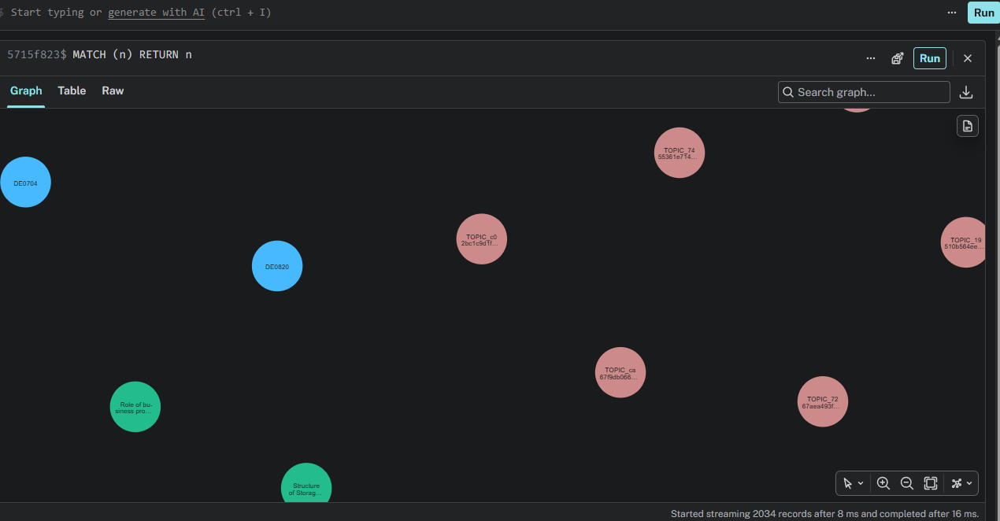 $ Start typing or generate with AI (ctrl + I)
Run
5715f823$ MATCH (n) RETURN n
Run
Graph Table Raw
Search graph...
TOPIC_74
55361e714...
DE0704
TOPIC_c0
2bc1c9d1f...
TOPIC_19
510b564ee...
DE0820
TOPIC_ca
67f9db066...
TOPIC_72
67aea493f...
Role of bu-
siness pro...
Structure
of Storag...
Started streaming 2034 records after 8 ms and completed after 16 ms.